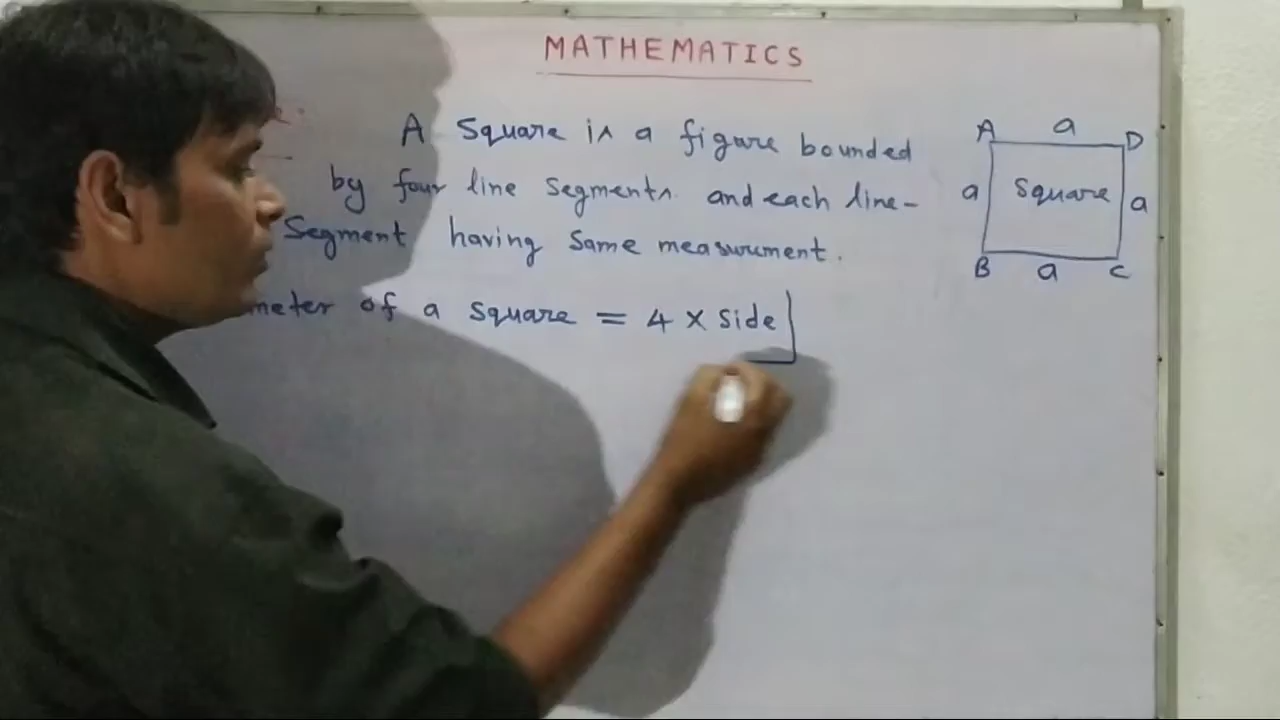 MATHEMATICS
A Square is a figure bounded
by four line segments. and each line-
Segment having same measurument.
meter of a square = 4 × side
A a D
a square a
B a C